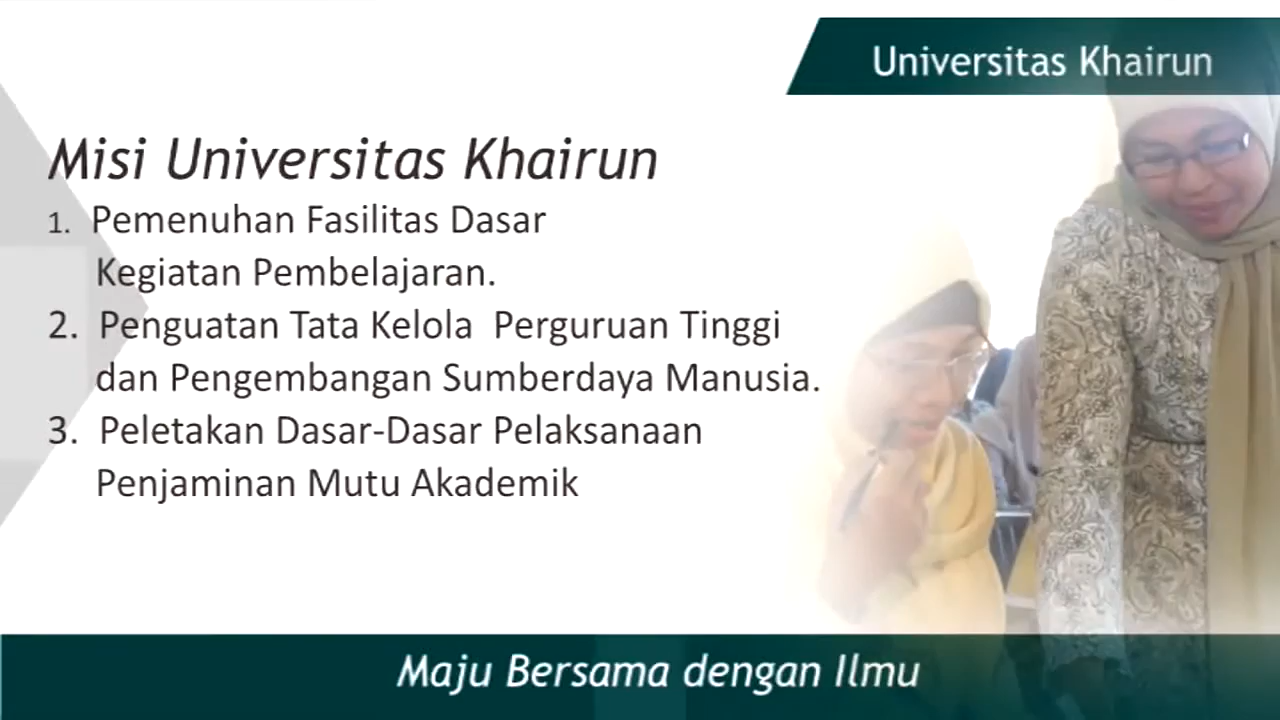 Universitas Khairun
Misi Universitas Khairun
1. Pemenuhan Fasilitas Dasar
Kegiatan Pembelajaran.
2. Penguatan Tata Kelola Perguruan Tinggi
dan Pengembangan Sumberdaya Manusia.
3. Peletakan Dasar-Dasar Pelaksanaan
Penjaminan Mutu Akademik
Maju Bersama dengan Ilmu